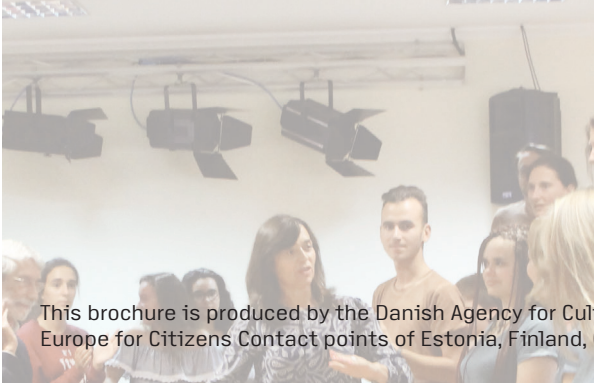 This brochure is produced by the Danish Agency for
Europe for Citizens Contact points of Estonia, Finland,